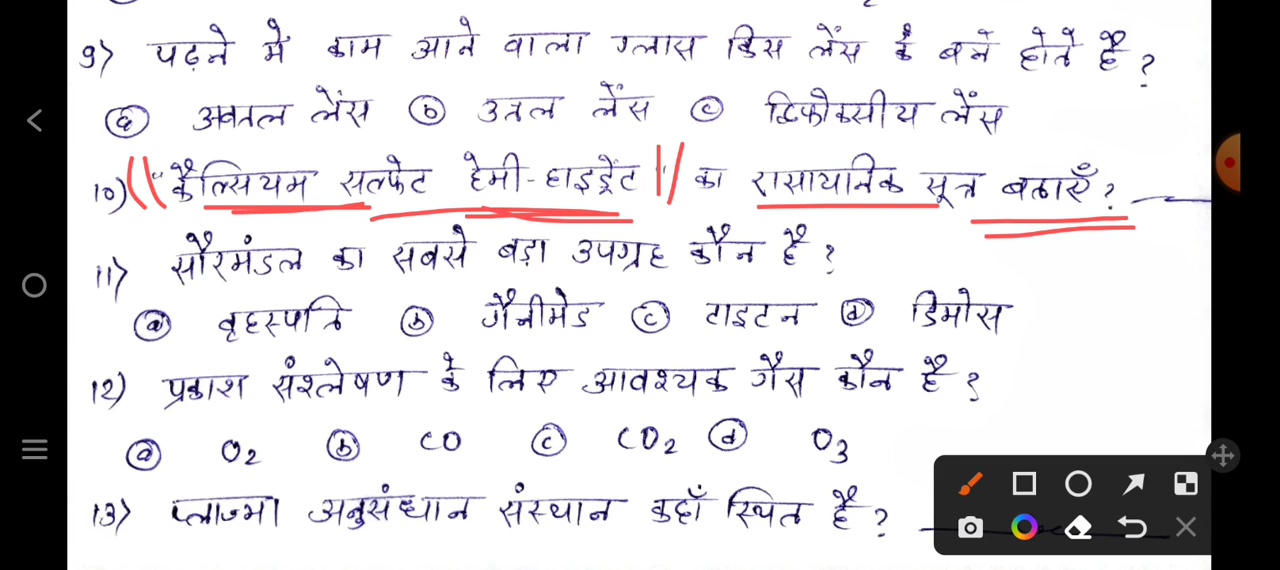 9) पढ़ने में काम आने वाला ग्लास किस लेंस के बने होते हैं ?
ⓐ अवतल लेंस ⓑ उत्तल लेंस ⓒ द्विफोकसीय लेंस
10) "कैल्सियम सल्फेट हेमी-हाइड्रेट" का रासायनिक सूत्र बताएँ ?
11) सौरमंडल का सबसे बड़ा उपग्रह कौन है ?
ⓐ बृहस्पति ⓑ गैनीमेड ⓒ टाइटन ⓓ डिमोस
12) प्रकाश संश्लेषण के लिए आवश्यक गैस कौन है ?
ⓐ O₂ ⓑ CO ⓒ CO₂ ⓓ O₃
13) प्लाज्मा अनुसंधान संस्थान कहाँ स्थित है ?